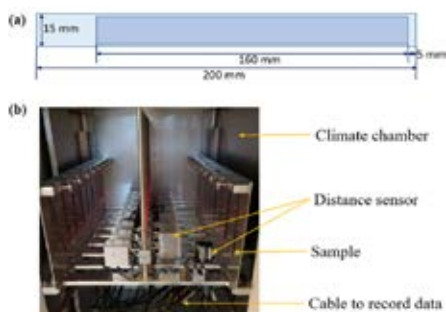 (a)
15 mm
160 mm
5 mm
200 mm
(b)
Climate chamber
Distance sensor
Sample
Cable to record data